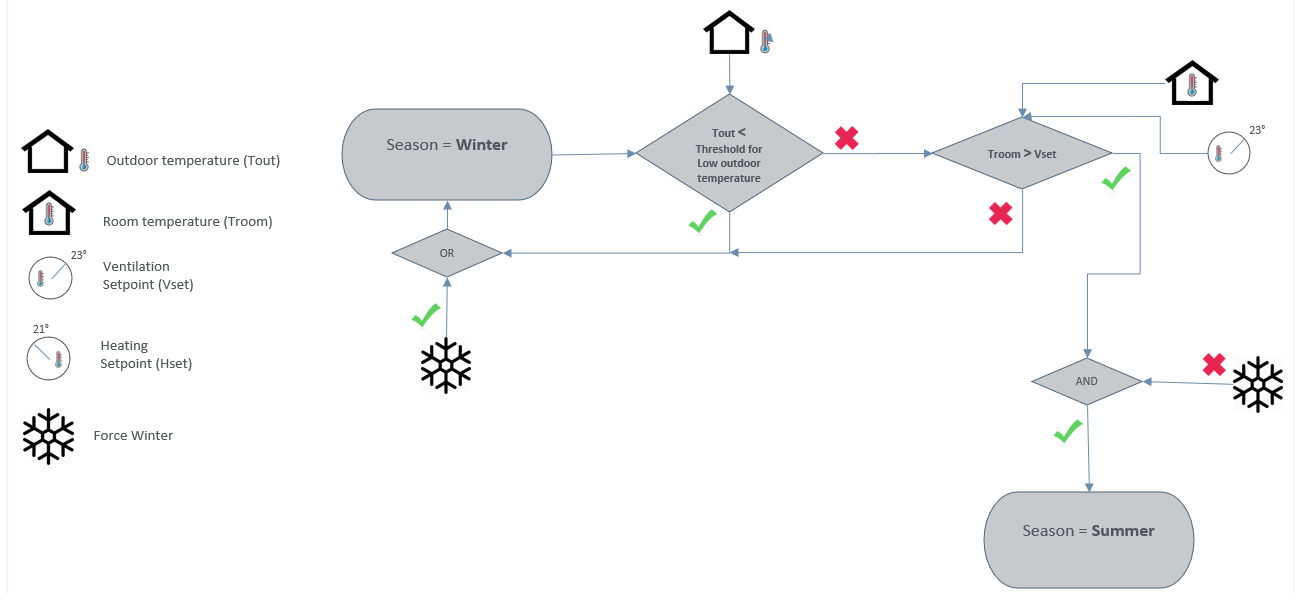 Outdoor temperature (Tout)
Room temperature (Troom)
23°
Ventilation
Setpoint (Vset)
21°
Heating
Setpoint (Hset)
Force Winter
Season = Winter
Tout <
Threshold for
Low outdoor
temperature
Troom > Vset
23°
OR
AND
Season = Summer